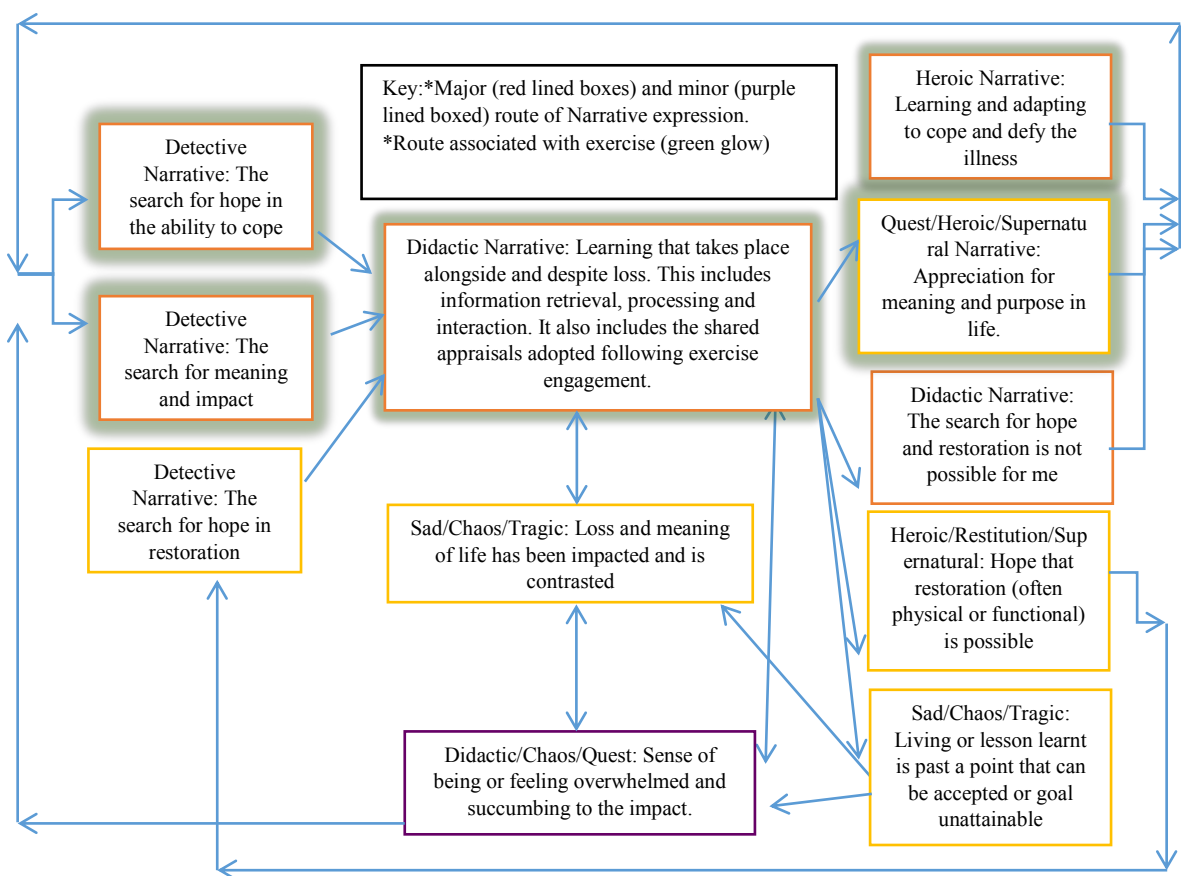 Key:*Major (red lined boxes) and minor (purple
lined boxed) route of Narrative expression.
*Route associated with exercise (green glow)
Detective
Narrative: The
search for hope in
the ability to cope
Detective
Narrative: The
search for meaning
and impact
Detective
Narrative: The
search for hope in
restoration
Didactic Narrative: Learning that takes place
alongside and despite loss. This includes
information retrieval, processing and
interaction. It also includes the shared
appraisals adopted following exercise
engagement.
Sad/Chaos/Tragic: Loss and meaning
of life has been impacted and is
contrasted
Didactic/Chaos/Quest: Sense of
being or feeling overwhelmed and
succumbing to the impact.
Heroic Narrative:
Learning and adapting
to cope and defy the
illness
Quest/Heroic/Supernatu
ral Narrative:
Appreciation for
meaning and purpose in
life.
Didactic Narrative:
The search for hope
and restoration is not
possible for me
Heroic/Restitution/Sup
ernatural: Hope that
restoration (often
physical or functional)
is possible
Sad/Chaos/Tragic:
Living or lesson learnt
is past a point that can
be accepted or goal
unattainable